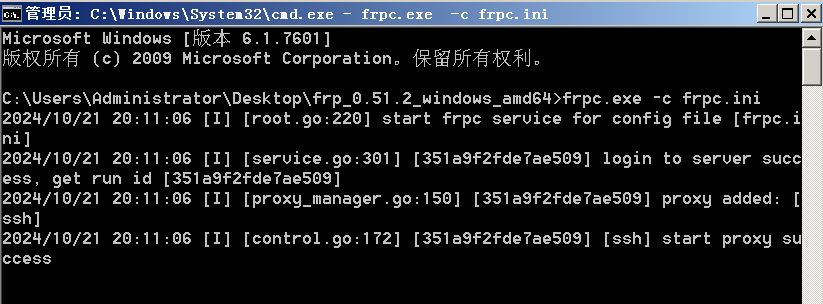 管理员: C:\Windows\System32\cmd.exe - frpc.exe  -c frpc.ini
Microsoft Windows [版本 6.1.7601]
版权所有 (c) 2009 Microsoft Corporation。保留所有权利。
C:\Users\Administrator\Desktop\frp_0.51.2_windows_amd64>frpc.exe -c frpc.ini
2024/10/21 20:11:06 [I] [root.go:220] start frpc service for config file [frpc.i
ni]
2024/10/21 20:11:06 [I] [service.go:301] [351a9f2fde7ae509] login to server succ
ess, get run id [351a9f2fde7ae509]
2024/10/21 20:11:06 [I] [proxy_manager.go:150] [351a9f2fde7ae509] proxy added: [
ssh]
2024/10/21 20:11:06 [I] [control.go:172] [351a9f2fde7ae509] [ssh] start proxy su
ccess